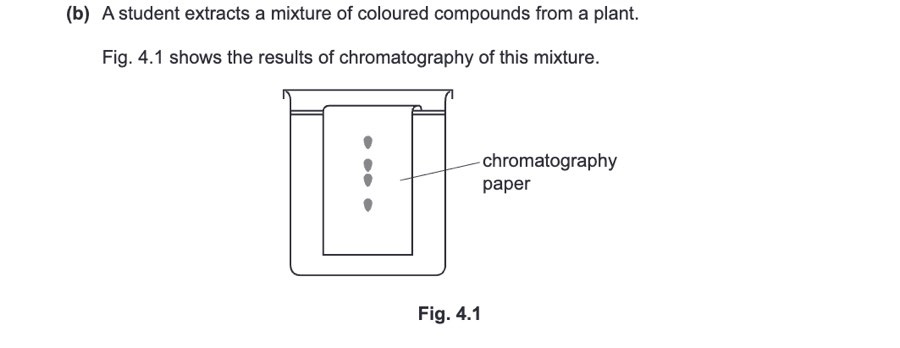 (b) A student extracts a mixture of coloured compounds from a plant.
Fig. 4.1 shows the results of chromatography of this mixture.
chromatography
paper
Fig. 4.1